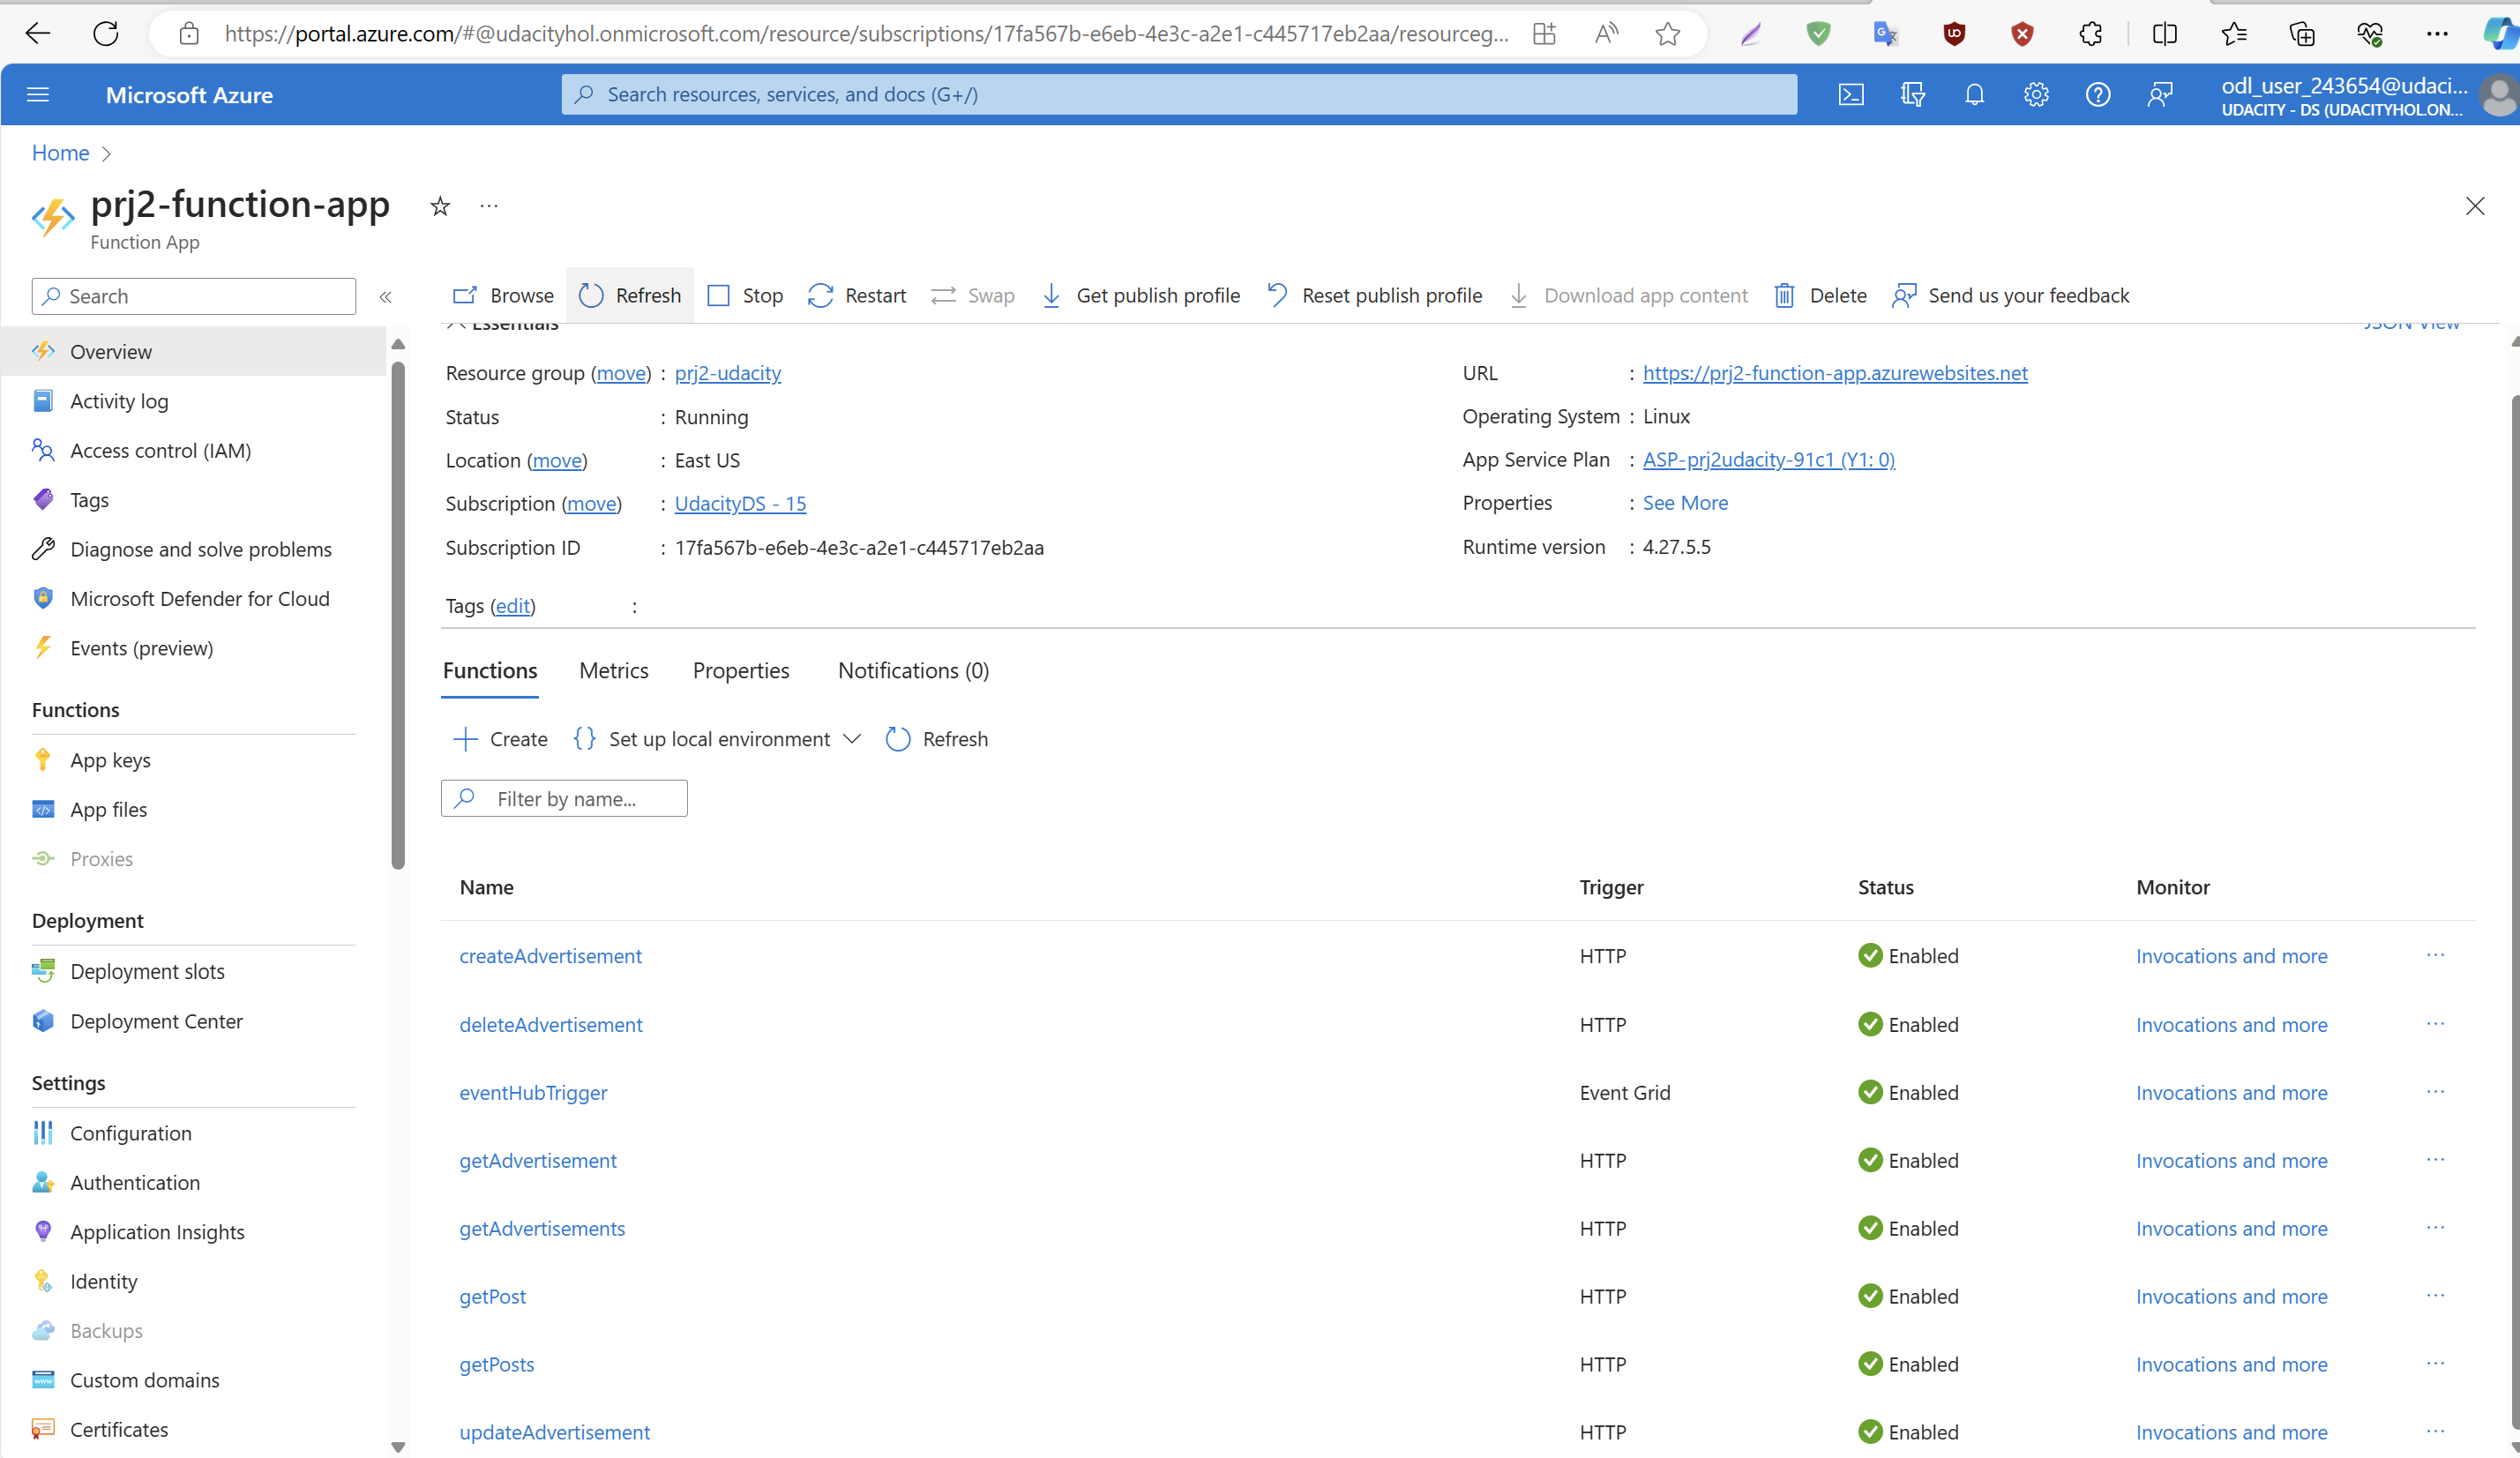 https://portal.azure.com/#@udacityhol.onmicrosoft.com/resource/subscriptions/17fa567b-e6eb-4e3c-a2e1-c445717eb2aa/resourceg...
Microsoft Azure
Search resources, services, and docs (G+/)
odl_user_243654@udaci...
UDACITY - DS (UDACITYHOL.ON...
Home
prj2-function-app
Function App
Search
Browse
Refresh
Stop
Restart
Swap
Get publish profile
Reset publish profile
Download app content
Delete
Send us your feedback
Overview
Activity log
Access control (IAM)
Tags
Diagnose and solve problems
Microsoft Defender for Cloud
Events (preview)
Functions
App keys
App files
Proxies
Deployment
Deployment slots
Deployment Center
Settings
Configuration
Authentication
Application Insights
Identity
Backups
Custom domains
Certificates
Essentials
JSON View
Resource group (move) : prj2-udacity
Status : Running
Location (move) : East US
Subscription (move) : UdacityDS - 15
Subscription ID : 17fa567b-e6eb-4e3c-a2e1-c445717eb2aa
Tags (edit) :
URL : https://prj2-function-app.azurewebsites.net
Operating System : Linux
App Service Plan : ASP-prj2udacity-91c1 (Y1: 0)
Properties : See More
Runtime version : 4.27.5.5
Functions Metrics Properties Notifications (0)
Create Set up local environment Refresh
Filter by name...
Name Trigger Status Monitor
createAdvertisement HTTP Enabled Invocations and more
deleteAdvertisement HTTP Enabled Invocations and more
eventHubTrigger Event Grid Enabled Invocations and more
getAdvertisement HTTP Enabled Invocations and more
getAdvertisements HTTP Enabled Invocations and more
getPost HTTP Enabled Invocations and more
getPosts HTTP Enabled Invocations and more
updateAdvertisement HTTP Enabled Invocations and more